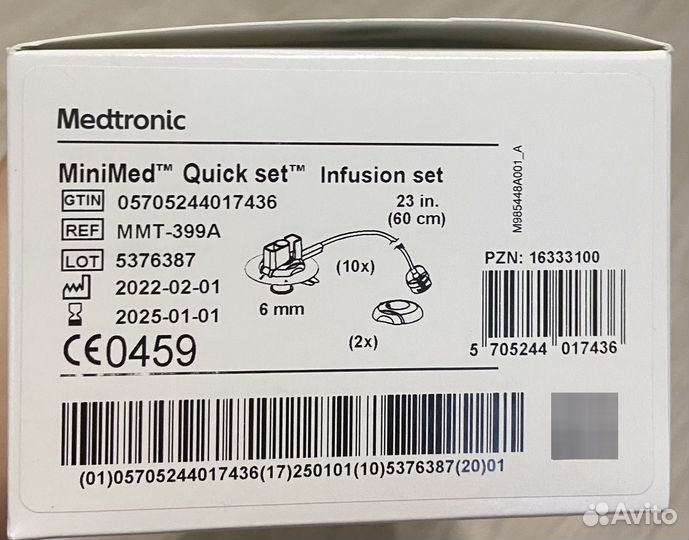 Medtronic
MiniMed™ Quick set™ Infusion set
GTIN 05705244017436
23 in.
(60 cm)
REF MMT-399A
LOT 5376387
2022-02-01
2025-01-01
CE0459
(10x)
6 mm
(2x)
M985448A001_A
PZN: 16333100
5 705244 017436
(01)05705244017436(17)250101(10)5376387(20)01
Avito